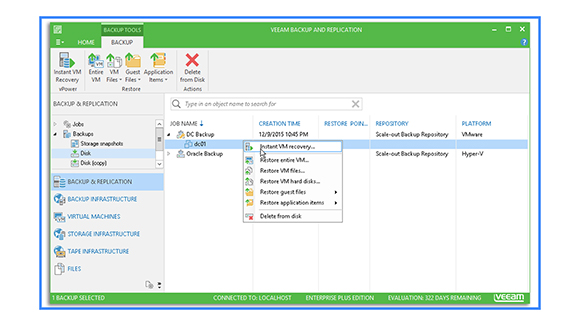 BACKUP TOOLS
VEEAM BACKUP AND REPLICATION
HOME BACKUP
Instant VM Recovery
Entire VM
VM Files
Guest Files
Application Items
Delete from Disk
vPower Restore Actions
BACKUP & REPLICATION
Type in an object name to search for
Jobs
Backups
Storage snapshots
Disk
Disk (copy)
JOB NAME CREATION TIME RESTORE POIN... REPOSITORY PLATFORM
DC Backup 12/9/2015 10:45 PM Scale-out Backup Repository VMware
dc01
Oracle Backup Scale-out Backup Repository Hyper-V
Instant VM recovery...
Restore entire VM...
Restore VM files...
Restore VM hard disks...
Restore guest files
Restore application items
Delete from disk
BACKUP & REPLICATION
BACKUP INFRASTRUCTURE
VIRTUAL MACHINES
STORAGE INFRASTRUCTURE
TAPE INFRASTRUCTURE
FILES
1 BACKUP SELECTED
CONNECTED TO: LOCALHOST
ENTERPRISE PLUS EDITION
EVALUATION: 322 DAYS REMAINING
veeam